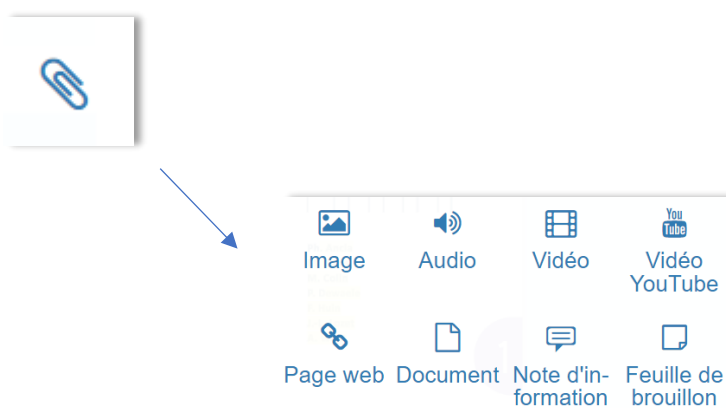 You
Tube
Image
Audio
Vidéo
Vidéo
YouTube
Page web
Document
Note d'in-
formation
Feuille de
brouillon